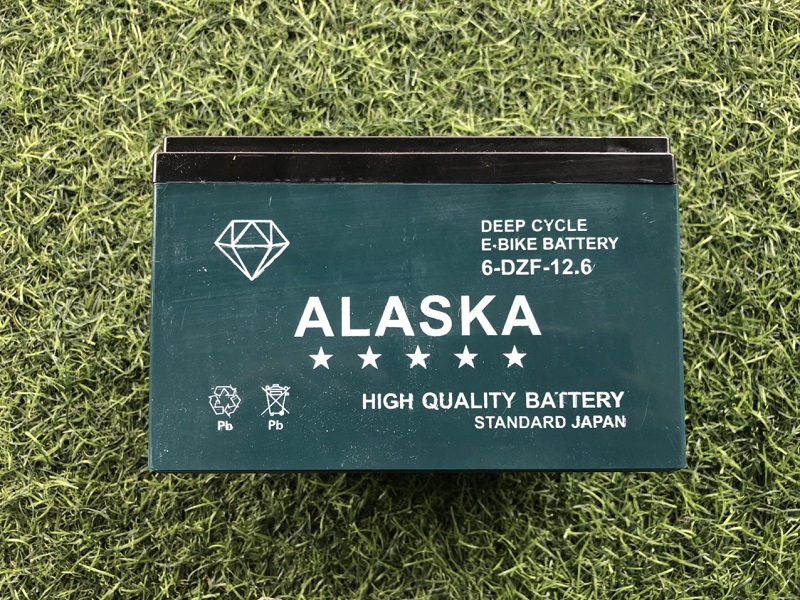 DEEP CYCLE
E-BIKE BATTERY
6-DZF-12.6
ALASKA
Pb Pb
HIGH QUALITY BATTERY
STANDARD JAPAN